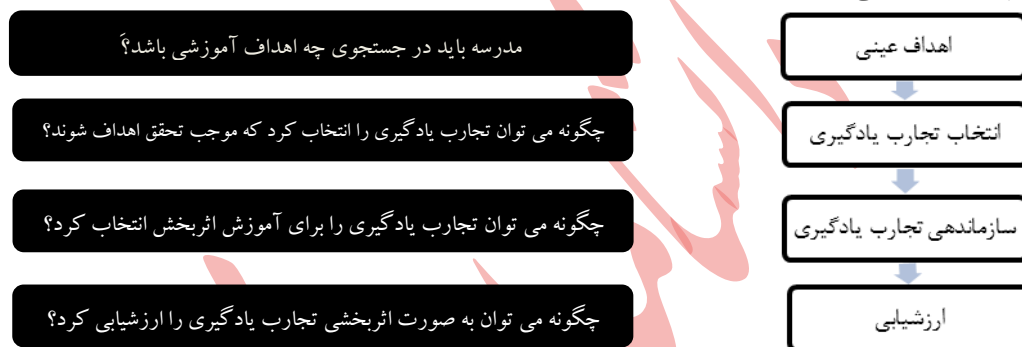 اهداف عینی
مدرسه باید در جستجوی چه اهداف آموزشی باشد؟َ
انتخاب تجارب یادگیری
چگونه می توان تجارب یادگیری را انتخاب کرد که موجب تحقق اهداف شوند؟
سازماندهی تجارب یادگیری
چگونه می توان تجارب یادگیری را برای آموزش اثربخش انتخاب کرد؟
ارزشیابی
چگونه می توان به صورت اثربخشی تجارب یادگیری را ارزشیابی کرد؟